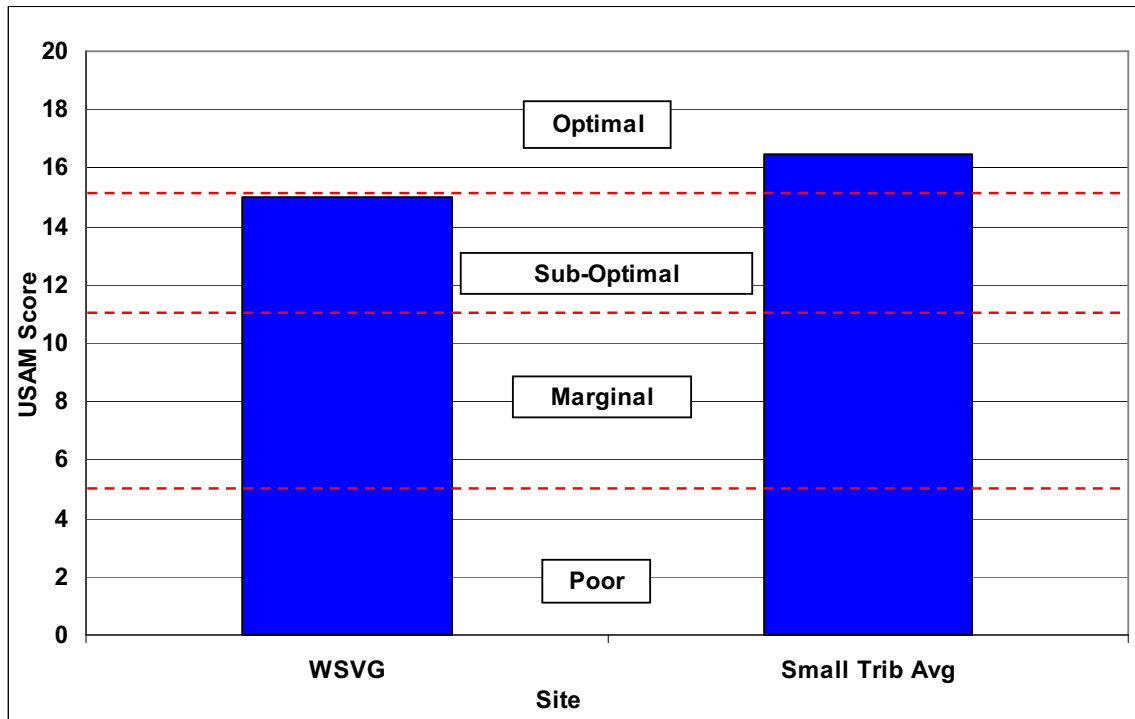 20
18
16
14
12
10
8
6
4
2
0
USAM Score
Optimal
Sub-Optimal
Marginal
Poor
WSVG
Small Trib Avg
Site